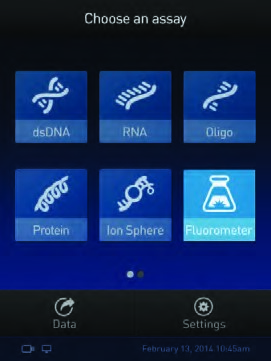 Choose an assay
dsDNA RNA Oligo
Protein Ion Sphere Fluorometer
Data Settings
February 13, 2014 10:45am